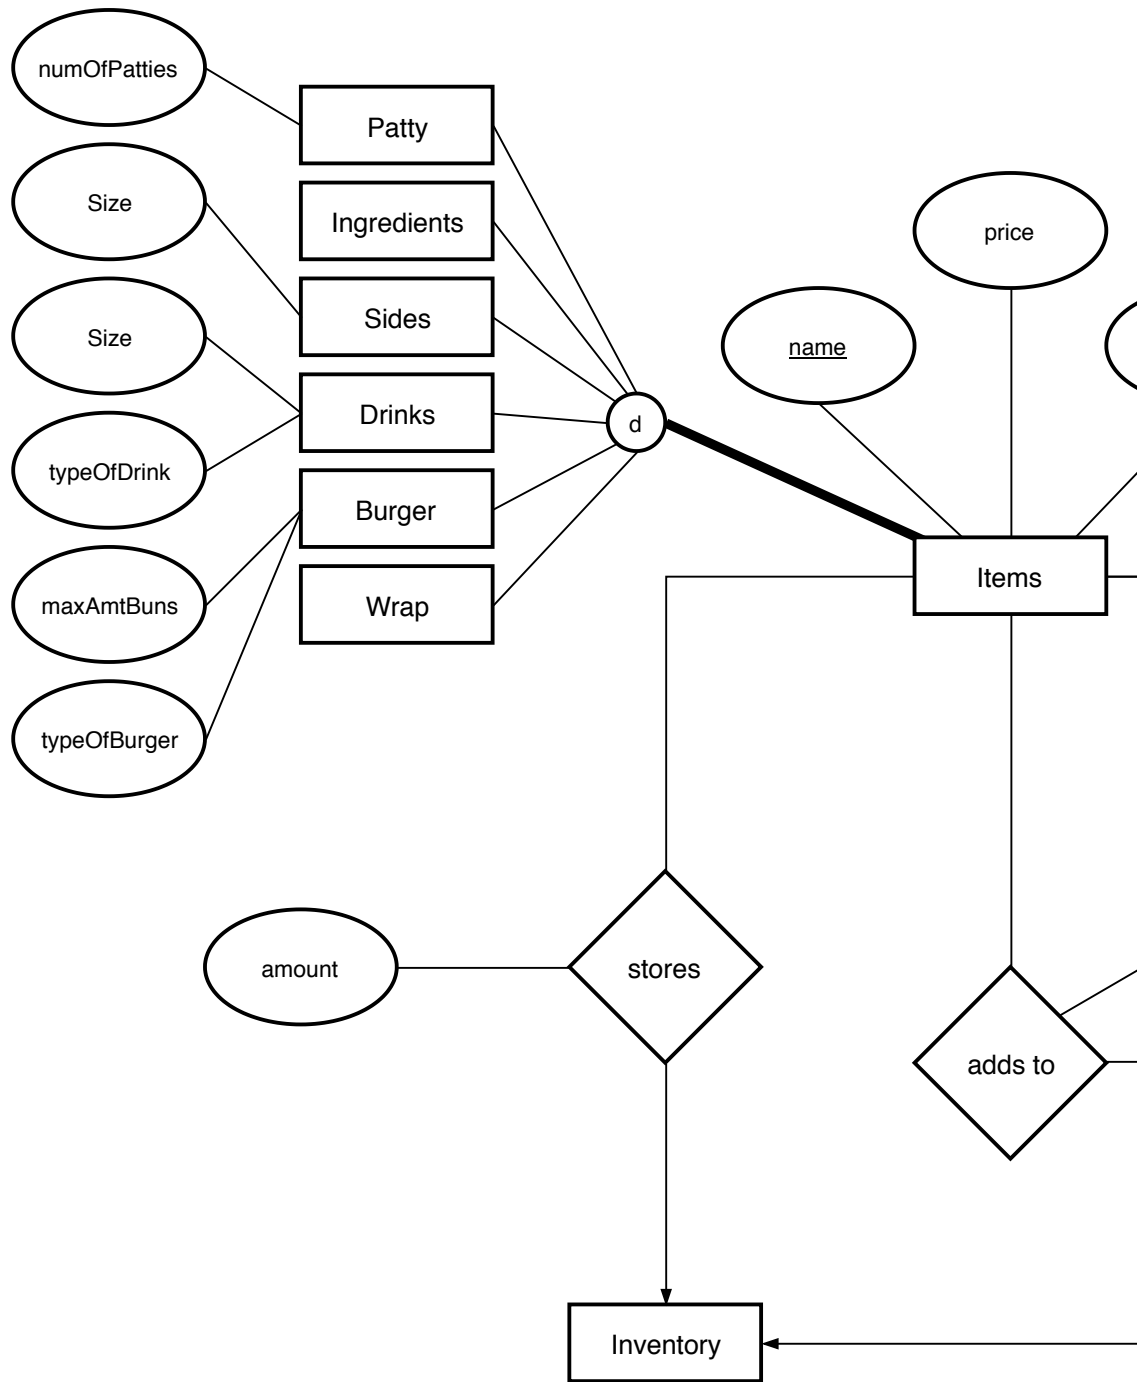 numOfPatties
Patty
Size
Ingredients
price
Size
Sides
name
Drinks
d
typeOfDrink
Burger
Items
maxAmtBuns
Wrap
typeOfBurger
amount
stores
adds to
Inventory